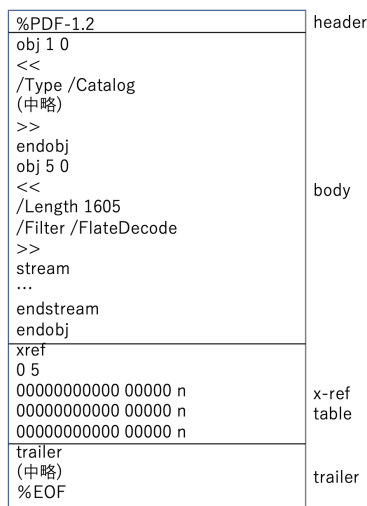 %PDF-1.2
header
obj 1 0
<<
/Type /Catalog
(中略)
>>
endobj
obj 5 0
<<
/Length 1605
/Filter /FlateDecode
>>
stream
…
endstream
endobj
body
xref
0 5
00000000000 00000 n
00000000000 00000 n
00000000000 00000 n
x-ref
table
trailer
(中略)
%EOF
trailer